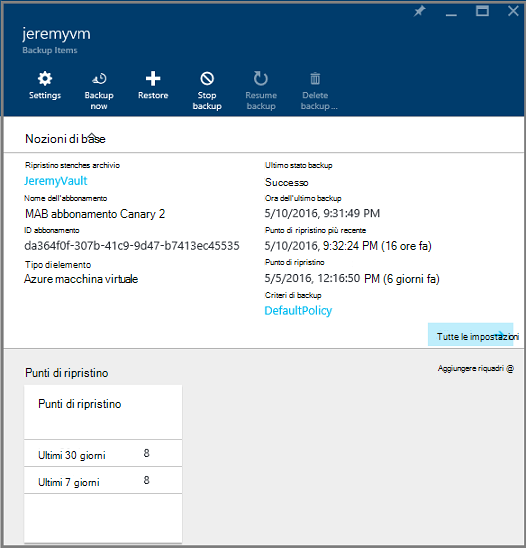 jeremyvm
Backup Items
Settings
Backup now
Restore
Stop backup
Resume backup
Delete backup ...
Nozioni di base
Ripristino stenches archivio
JeremyVault
Nome dell'abbonamento
MAB abbonamento Canary 2
ID abbonamento
da364f0f-307b-41c9-9d47-b7413ec45535
Tipo di elemento
Azure macchina virtuale
Ultimo stato backup
Successo
Ora dell'ultimo backup
5/10/2016, 9:31:49 PM
Punto di ripristino più recente
5/10/2016, 9:32:24 PM (16 ore fa)
Punto di ripristino
5/5/2016, 12:16:50 PM (6 giorni fa)
Criteri di backup
DefaultPolicy
Tutte le impostazioni
Punti di ripristino
Aggiungere riquadri @
Punti di ripristino
Ultimi 30 giorni 8
Ultimi 7 giorni 8